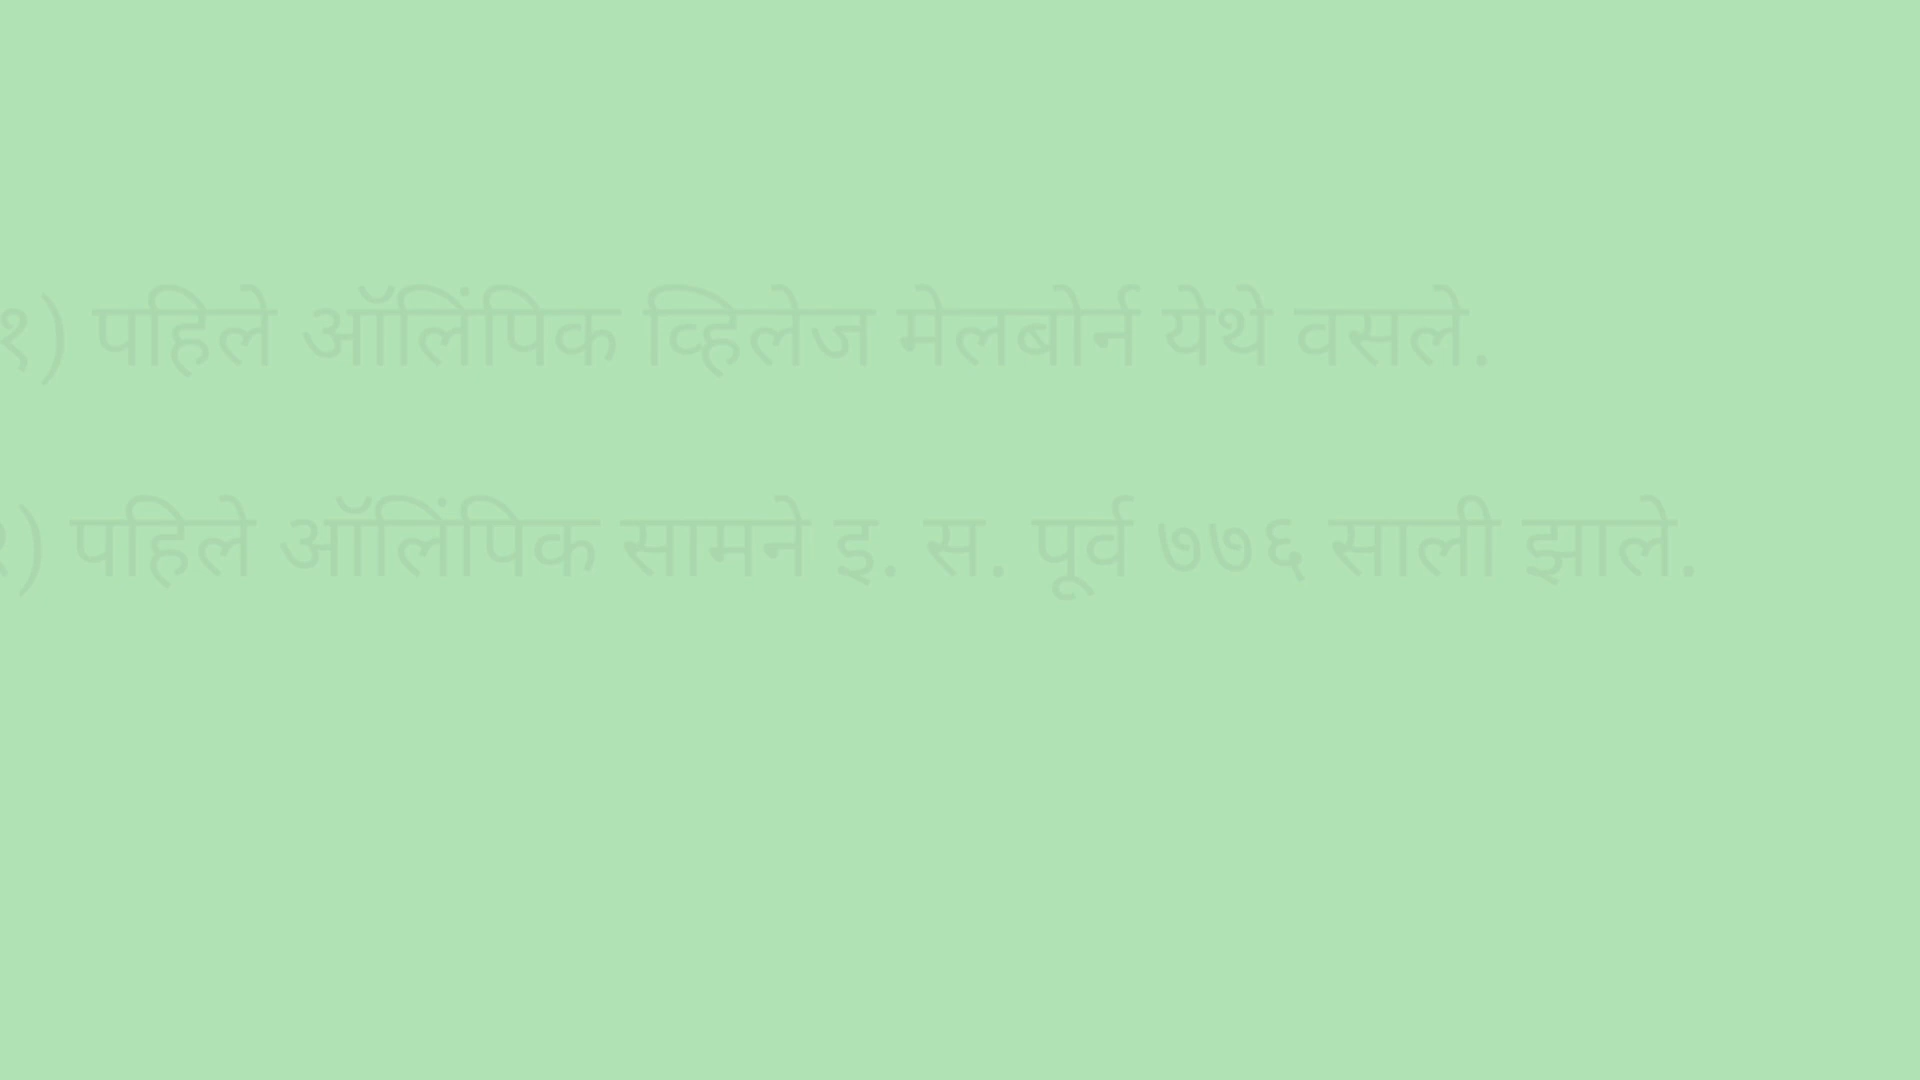 १) पहिले ऑलिंपिक व्हिलेज मेलबोर्न येथे वसले.
२) पहिले ऑलिंपिक सामने इ. स. पूर्व ७७६ साली झाले.